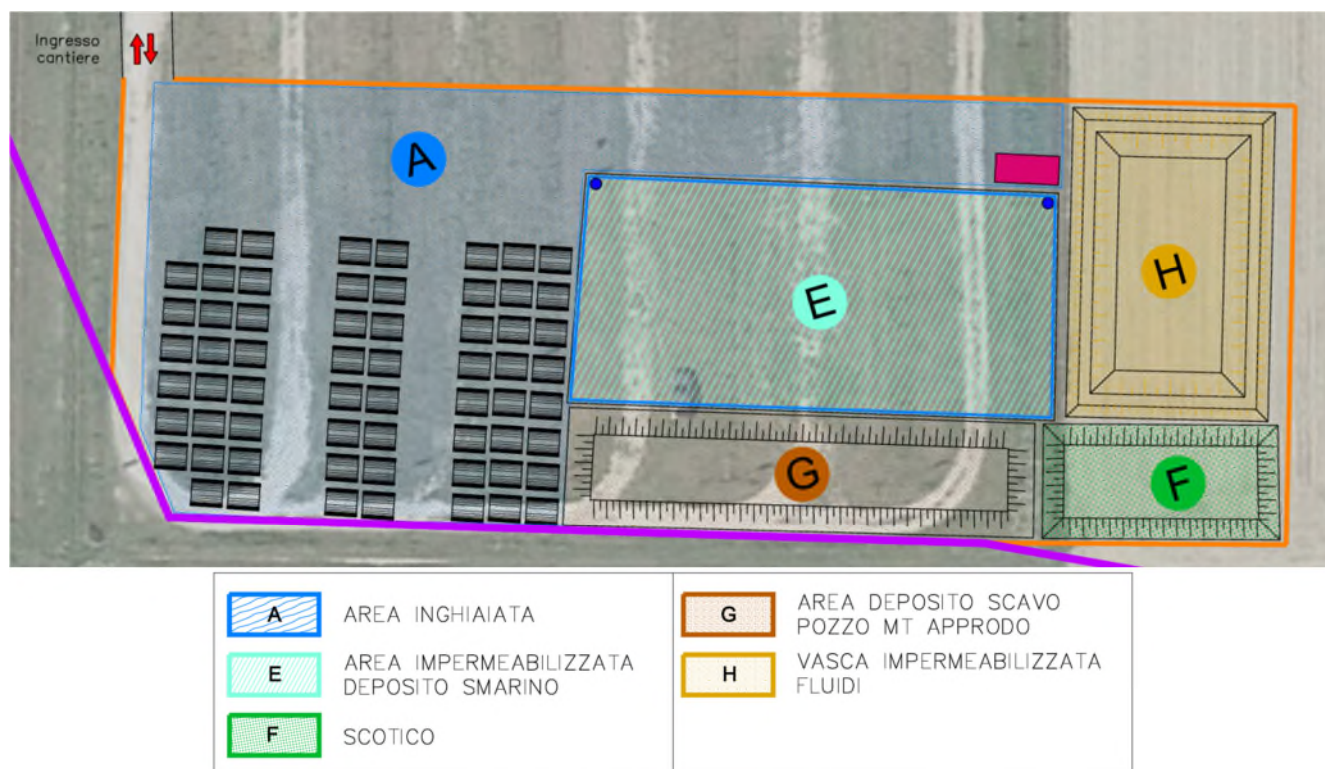 Ingresso
cantiere
A
E
H
G
F
A AREA INGHIAIATA
E AREA IMPERMEABILIZZATA
DEPOSITO SMARINO
F SCOTICO
G AREA DEPOSITO SCAVO
POZZO MT APPRODO
H VASCA IMPERMEABILIZZATA
FLUIDI